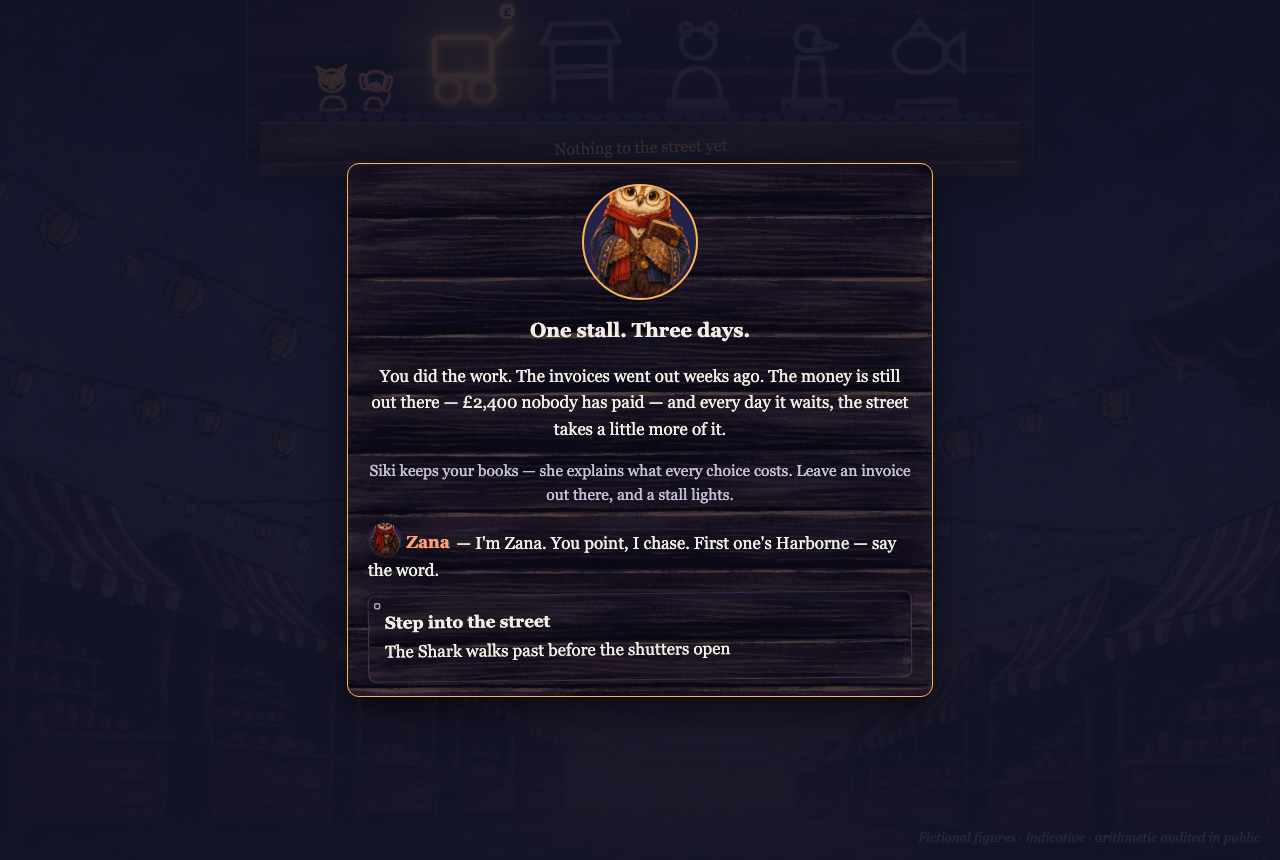 £
Nothing to the street yet
One stall. Three days.
You did the work. The invoices went out weeks ago. The money is still
out there — £2,400 nobody has paid — and every day it waits, the street
takes a little more of it.
Siki keeps your books — she explains what every choice costs. Leave an invoice
out there, and a stall lights.
Zana — I'm Zana. You point, I chase. First one's Harborne — say
the word.
Step into the street
The Shark walks past before the shutters open
Fictional figures · indicative · arithmetic audited in public